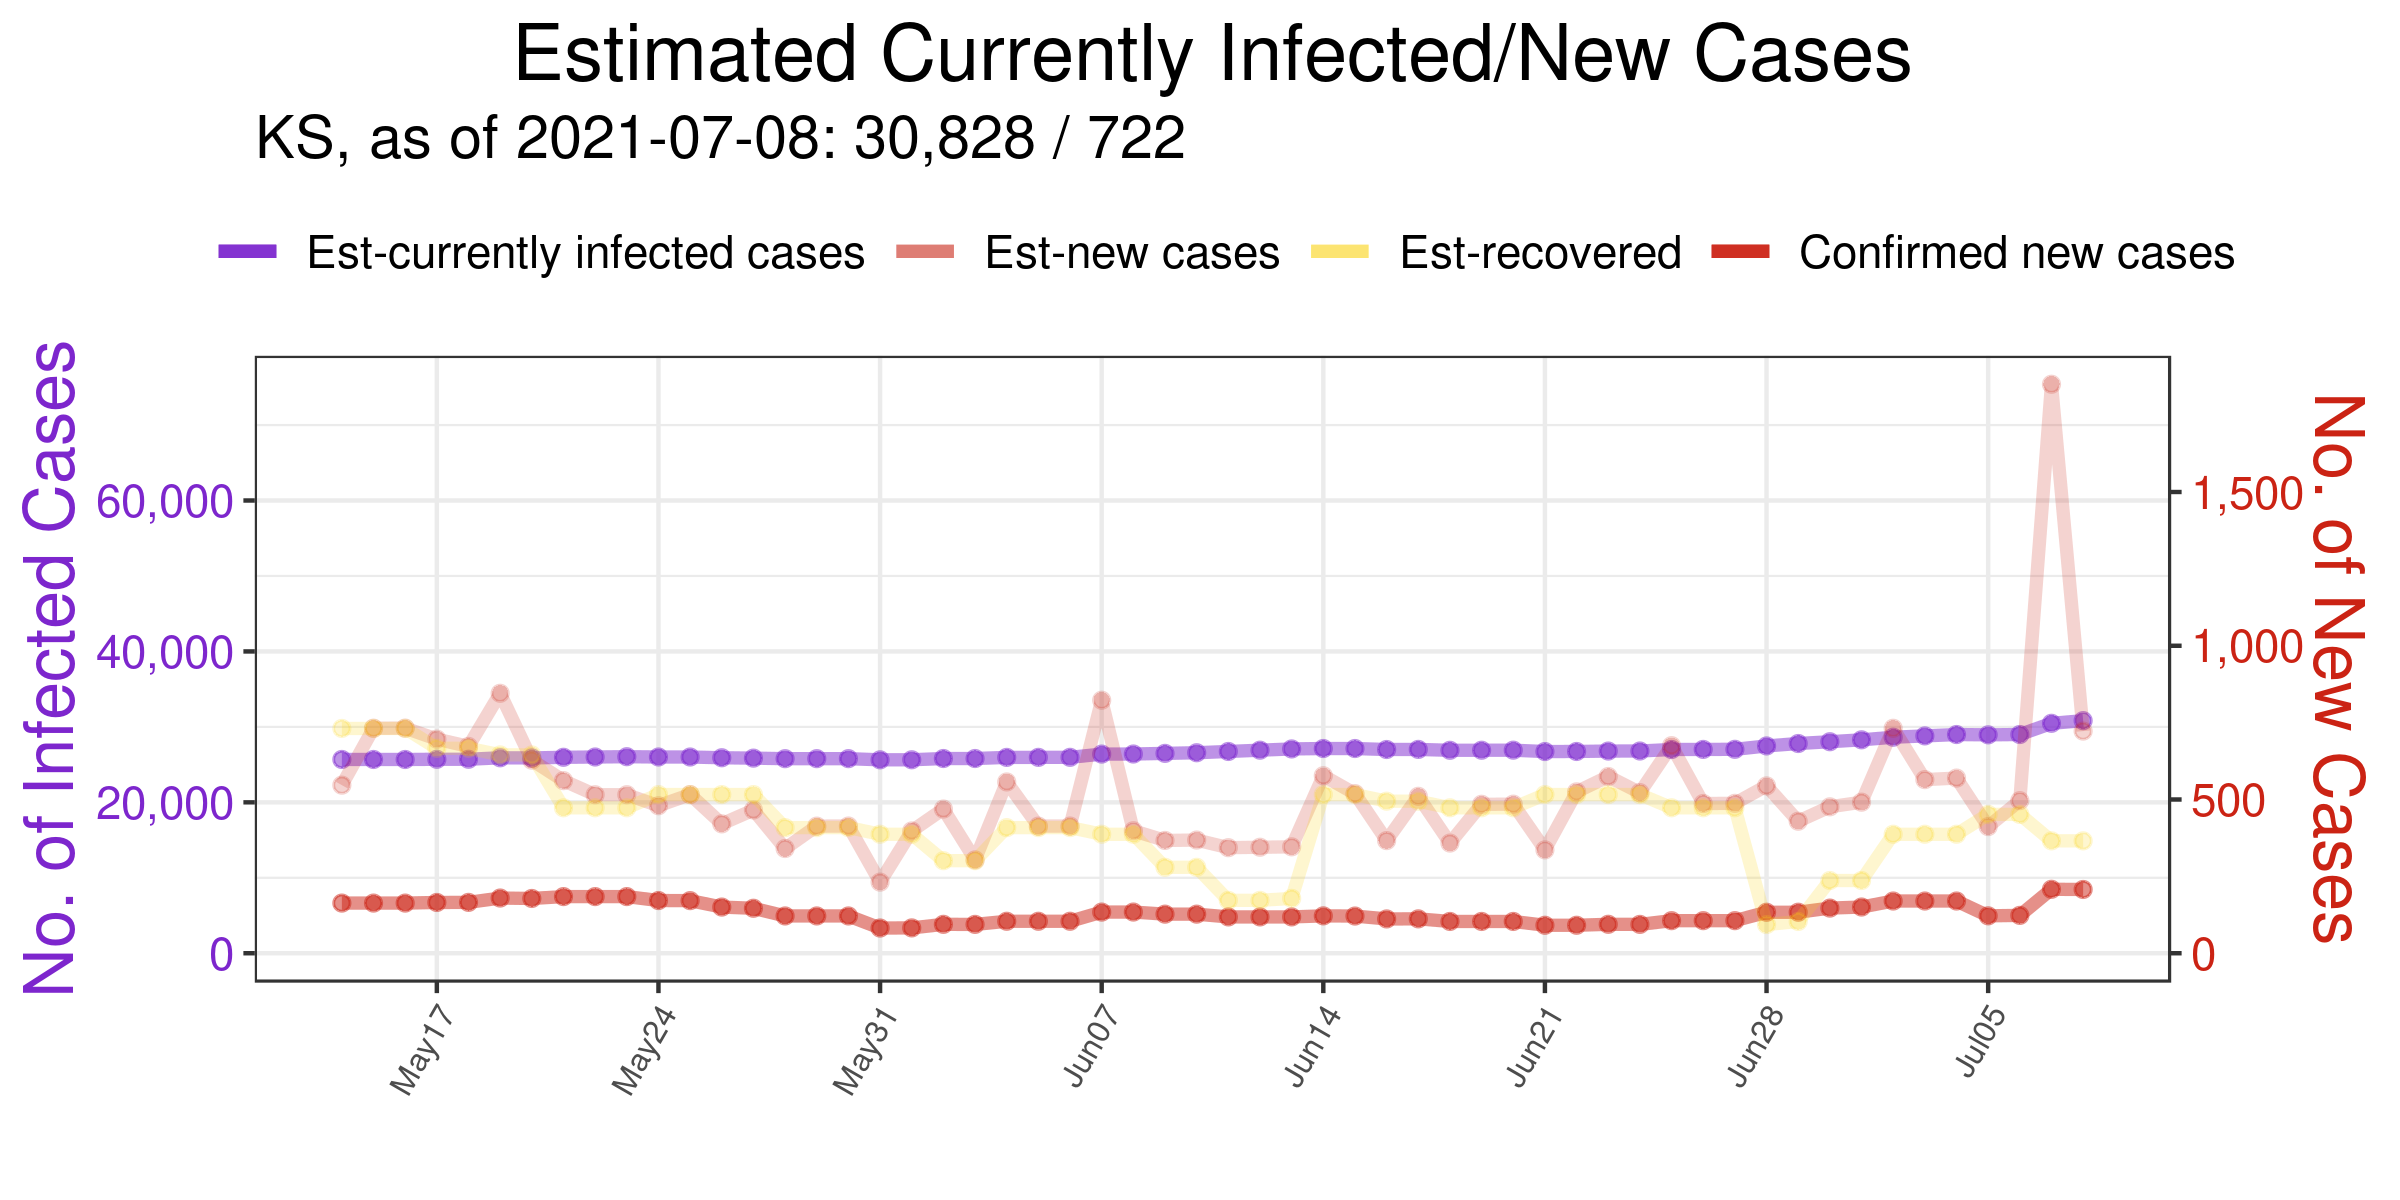 Estimated Currently Infected/New Cases
KS, as of 2021-07-08: 30,828 / 722
Est-currently infected cases
Est-new cases
Est-recovered
Confirmed new cases
No. of Infected Cases
60,000
40,000
20,000
0
1,500
1,000
500
0
No. of New Cases
May17
May24
May31
Jun07
Jun14
Jun21
Jun28
Jul05